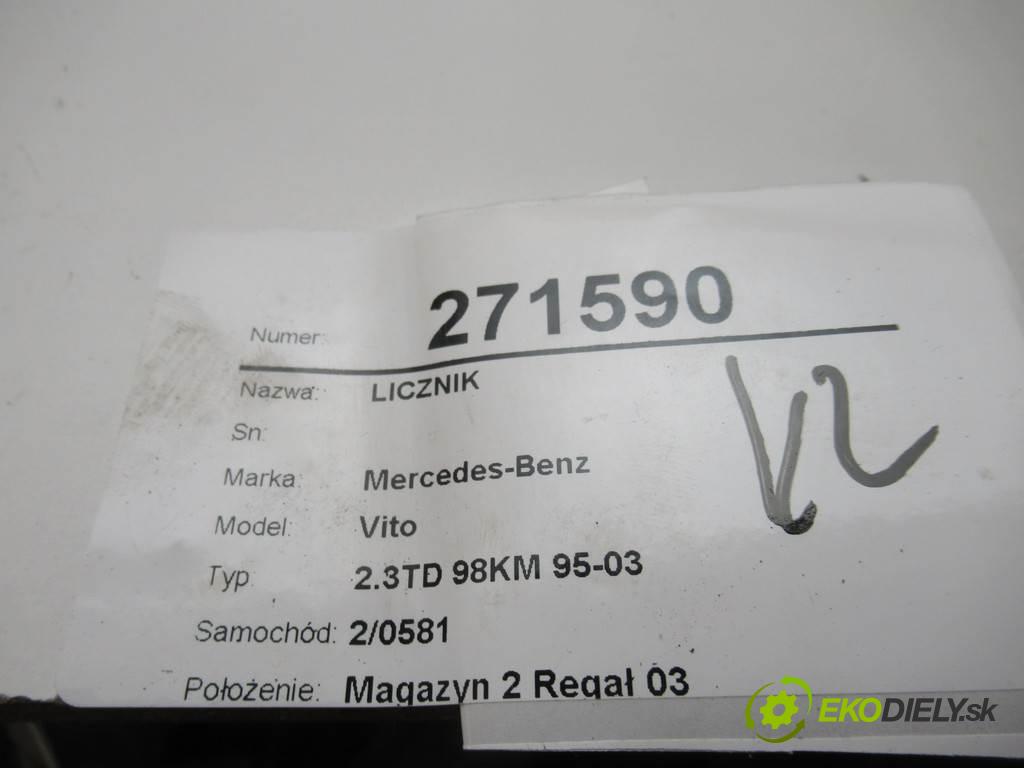 Numer: 271590
Nazwa: LICZNIK
Sn:
Marka: Mercedes-Benz
Model: Vito
Typ: 2.3TD 98KM 95-03
Samochód: 2/0581
Położenie: Magazyn 2 Regał 03
V2
EKODIELY.sk